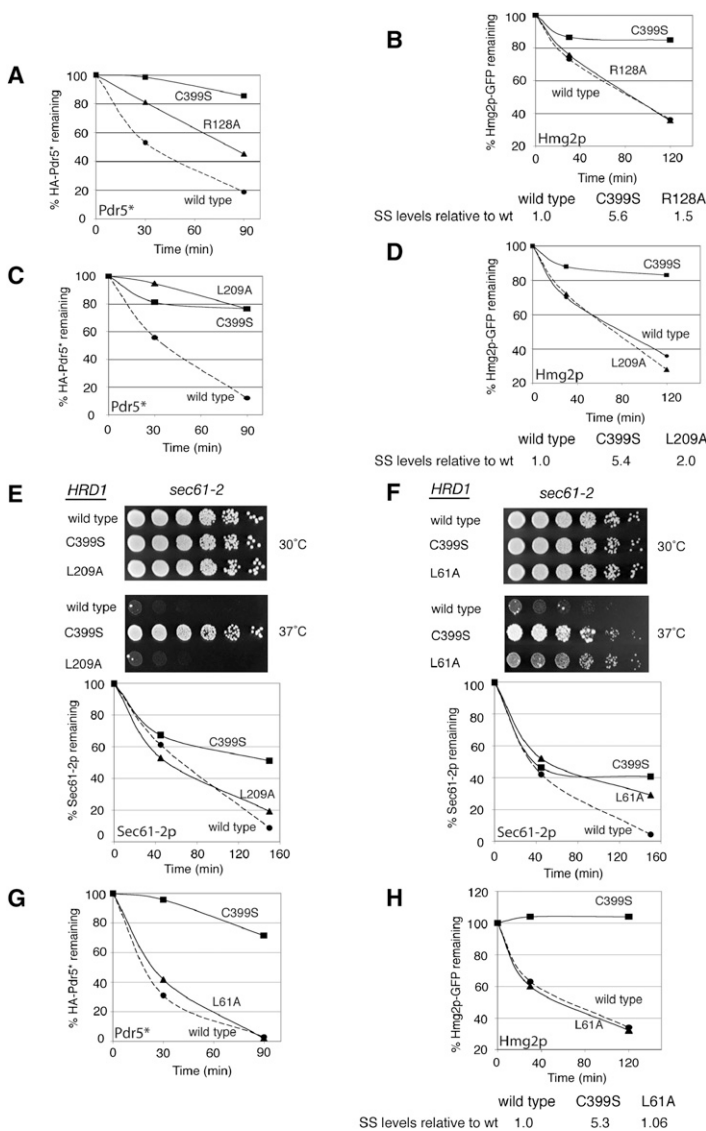 A
% HA-Pdr5* remaining
100
80
60
40
20
0
C399S
R128A
wild type
Pdr5*
0 30 60 90
Time (min)
B
% Hmg2p-GFP remaining
100
80
60
40
20
C399S
R128A
wild type
Hmg2p
0 40 80 120
Time (min)
wild type C399S R128A
SS levels relative to wt 1.0 5.6 1.5
C
% HA-Pdr5* remaining
100
80
60
40
20
0
L209A
C399S
wild type
Pdr5*
0 30 60 90
Time (min)
D
% Hmg2p-GFP remaining
100
80
60
40
20
C399S
wild type
L209A
Hmg2p
0 40 80 120
Time (min)
wild type C399S L209A
SS levels relative to wt 1.0 5.4 2.0
E
HRD1 sec61-2
wild type
C399S
L209A
30°C
wild type
C399S
L209A
37°C
% Sec61-2p remaining
100
80
60
40
20
0
C399S
L209A
wild type
Sec61-2p
0 40 80 120 160
Time (min)
F
HRD1 sec61-2
wild type
C399S
L61A
30°C
wild type
C399S
L61A
37°C
% Sec61-2p remaining
100
80
60
40
20
0
C399S
L61A
wild type
Sec61-2p
0 30 60 90 120 150
Time (min)
G
% HA-Pdr5* remaining
100
80
60
40
20
0
C399S
L61A
wild type
Pdr5*
0 30 60 90
Time (min)
H
% Hmg2p-GFP remaining
120
100
80
60
40
20
C399S
wild type
L61A
Hmg2p
0 40 80 120
Time (min)
wild type C399S L61A
SS levels relative to wt 1.0 5.3 1.06